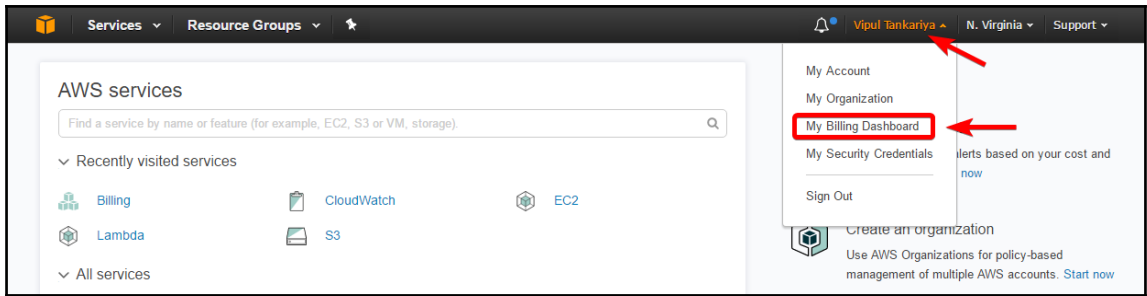 Services Resource Groups Vipul Tankariya N. Virginia Support
AWS services
Find a service by name or feature (for example, EC2, S3 or VM, storage).
Recently visited services
Billing CloudWatch EC2
Lambda S3
All services
My Account
My Organization
My Billing Dashboard
My Security Credentials
Sign Out
alerts based on your cost and
now
Create an organization
Use AWS Organizations for policy-based
management of multiple AWS accounts. Start now